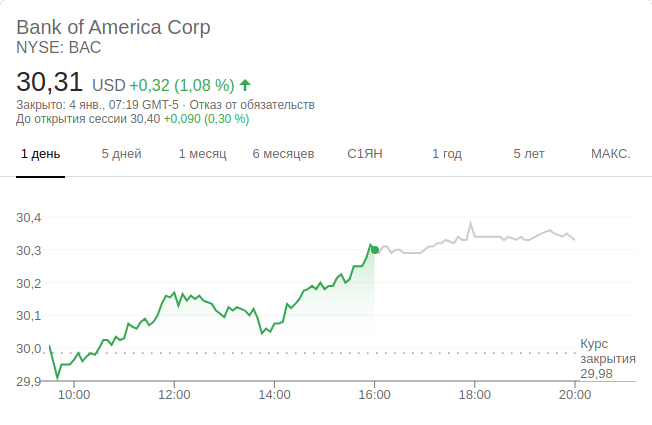 Bank of America Corp
NYSE: BAC
30,31 USD +0,32 (1,08 %)
Закрыто: 4 янв., 07:19 GMT-5 · Отказ от обязательств
До открытия сессии 30,40 +0,090 (0,30 %)
1 день 5 дней 1 месяц 6 месяцев С1ЯН 1 год 5 лет МАКС.
30,4
30,3
30,2
30,1
30,0
Курс
закрытия
29,98
29,9
10:00 12:00 14:00 16:00 18:00 20:00